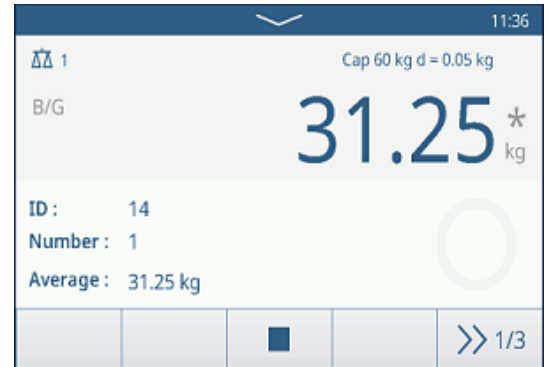 11:36
1
Cap 60 kg d = 0.05 kg
B/G
31.25 *
kg
ID : 14
Number : 1
Average : 31.25 kg
1/3